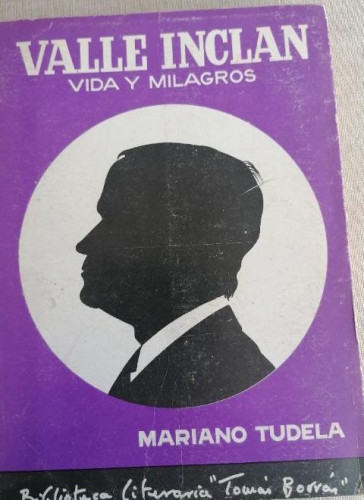 VALLE INCLAN
VIDA Y MILAGROS
MARIANO TUDELA
Biblioteca Literaria "Tomás Borrás"